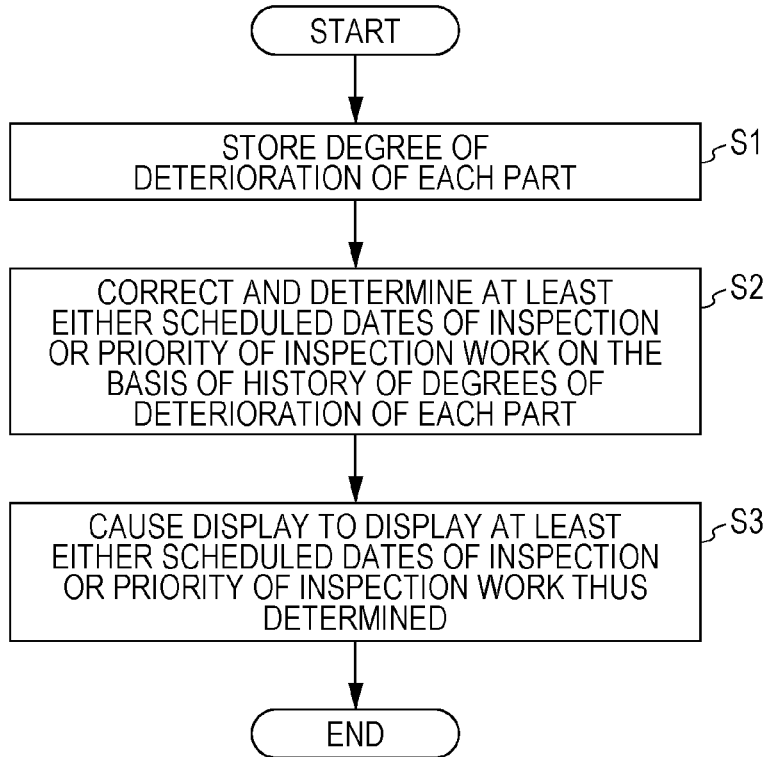 START
STORE DEGREE OF
DETERIORATION OF EACH PART
S1
CORRECT AND DETERMINE AT LEAST
EITHER SCHEDULED DATES OF INSPECTION
OR PRIORITY OF INSPECTION WORK ON THE
BASIS OF HISTORY OF DEGREES OF
DETERIORATION OF EACH PART
S2
CAUSE DISPLAY TO DISPLAY AT LEAST
EITHER SCHEDULED DATES OF INSPECTION
OR PRIORITY OF INSPECTION WORK THUS
DETERMINED
S3
END